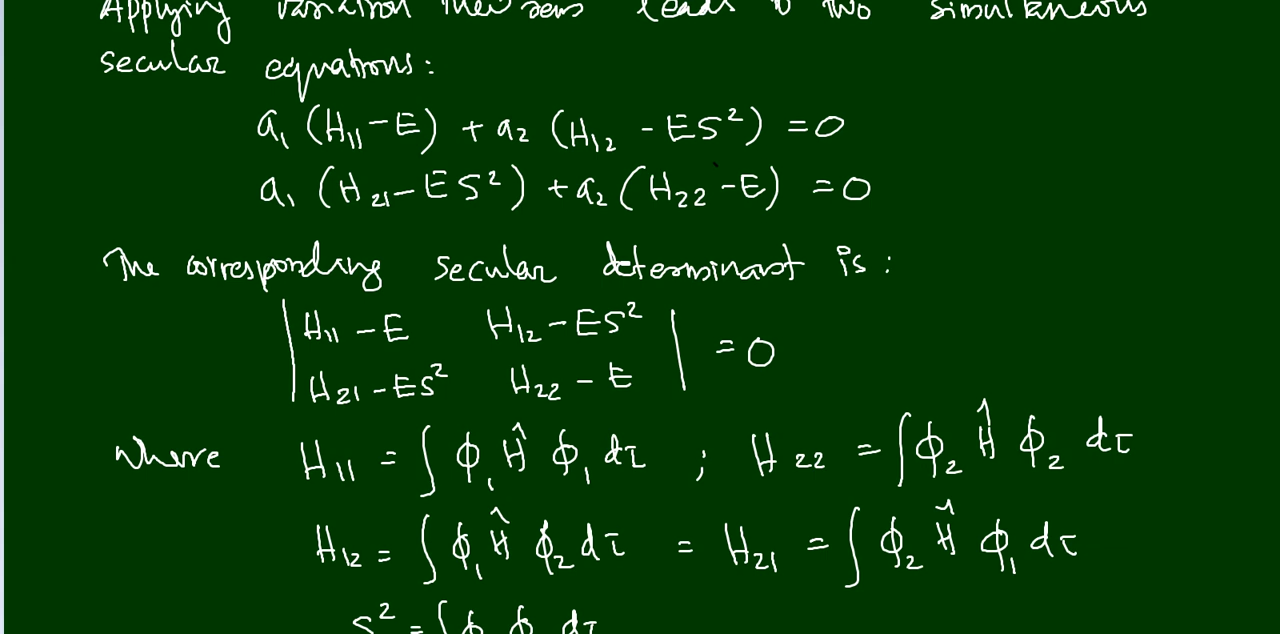 Applying variation theorem leads to two simultaneous
secular equations:
a₁ (H₁₁ - E) + a₂ (H₁₂ - ES²) = 0
a₁ (H₂₁ - ES²) + a₂ (H₂₂ - E) = 0
The corresponding secular determinant is:
| H₁₁ - E H₁₂ - ES² |
| H₂₁ - ES² H₂₂ - E | = 0
Where H₁₁ = ∫ ϕ₁ Ĥ ϕ₁ dτ ; H₂₂ = ∫ ϕ₂ Ĥ ϕ₂ dτ
H₁₂ = ∫ ϕ₁ Ĥ ϕ₂ dτ = H₂₁ = ∫ ϕ₂ Ĥ ϕ₁ dτ
S² = ∫ ϕ ϕ dτ